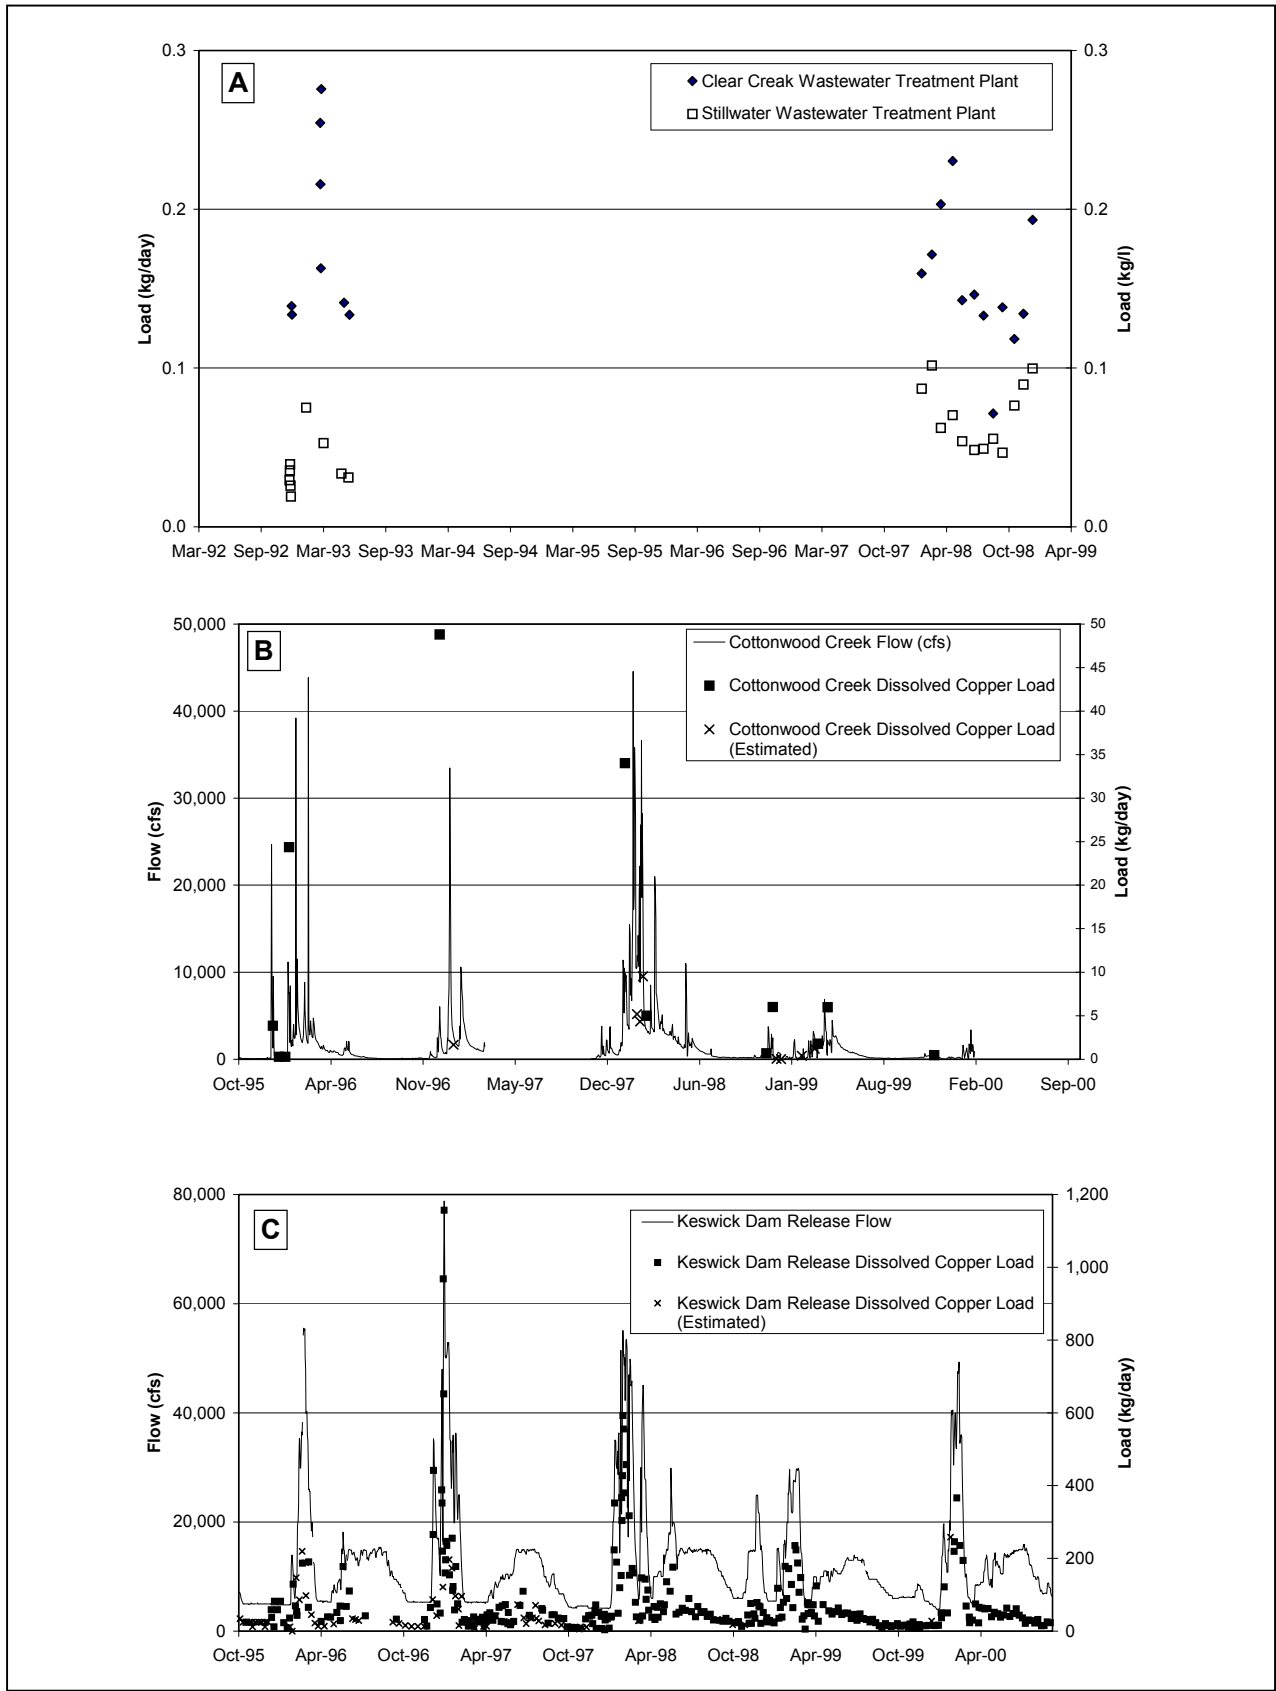 A
Clear Creak Wastewater Treatment Plant
Stillwater Wastewater Treatment Plant
Load (kg/day)
0.3
0.2
0.1
0.0
0.3
0.2
0.1
0.0
Load (kg/l)
Mar-92 Sep-92 Mar-93 Sep-93 Mar-94 Sep-94 Mar-95 Sep-95 Mar-96 Sep-96 Mar-97 Oct-97 Apr-98 Oct-98 Apr-99
B
Cottonwood Creek Flow (cfs)
Cottonwood Creek Dissolved Copper Load
Cottonwood Creek Dissolved Copper Load
(Estimated)
Flow (cfs)
50,000
40,000
30,000
20,000
10,000
0
50
45
40
35
30
25
20
15
10
5
0
Load (kg/day)
Oct-95 Apr-96 Nov-96 May-97 Dec-97 Jun-98 Jan-99 Aug-99 Feb-00 Sep-00
C
Keswick Dam Release Flow
Keswick Dam Release Dissolved Copper Load
Keswick Dam Release Dissolved Copper Load
(Estimated)
Flow (cfs)
80,000
60,000
40,000
20,000
0
1,200
1,000
800
600
400
200
0
Load (kg/day)
Oct-95 Apr-96 Oct-96 Apr-97 Oct-97 Apr-98 Oct-98 Apr-99 Oct-99 Apr-00